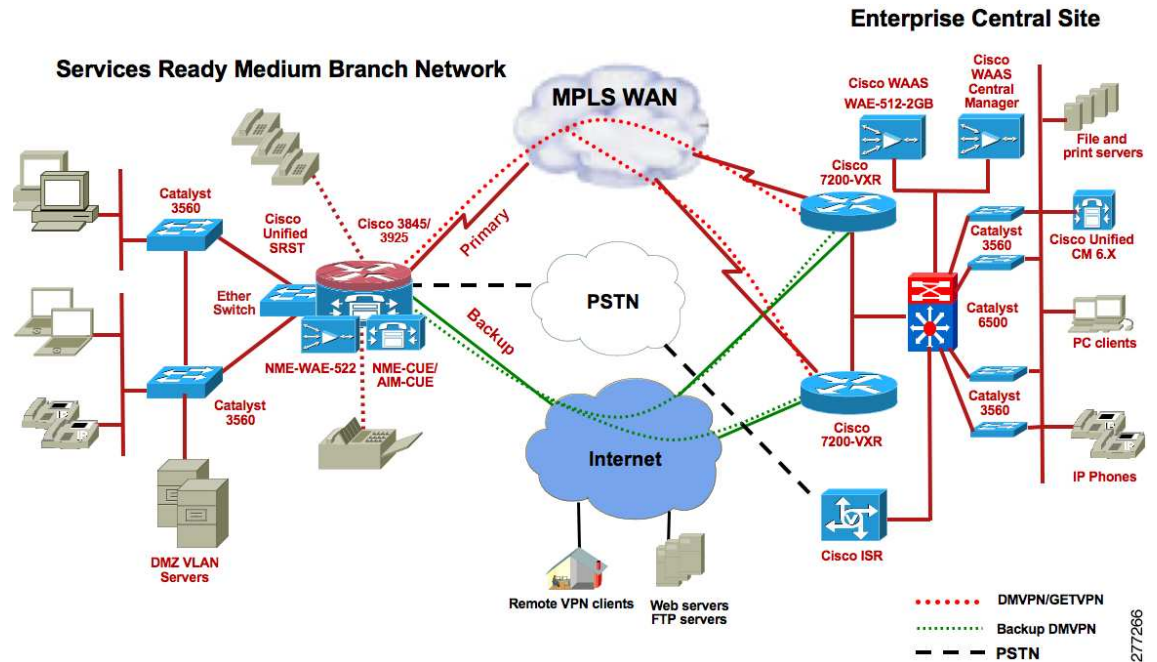 Enterprise Central Site
Services Ready Medium Branch Network
MPLS WAN
Cisco WAAS
WAE-512-2GB
Cisco
WAAS
Central
Manager
File and
print servers
Catalyst
3560
Cisco
Unified
SRST
Cisco 3845/
3925
Primary
Cisco
7200-VXR
Catalyst
3560
Cisco Unified
CM 6.X
Ether
Switch
PSTN
Catalyst
6500
Backup
PC clients
NME-WAE-522
NME-CUE/
AIM-CUE
Catalyst
3560
Catalyst
3560
Cisco
7200-VXR
IP
IP
Internet
IP
IP Phones
DMZ VLAN
Servers
Cisco ISR
Remote VPN clients
Web servers
FTP servers
DMVPN/GETVPN
Backup DMVPN
PSTN
277266